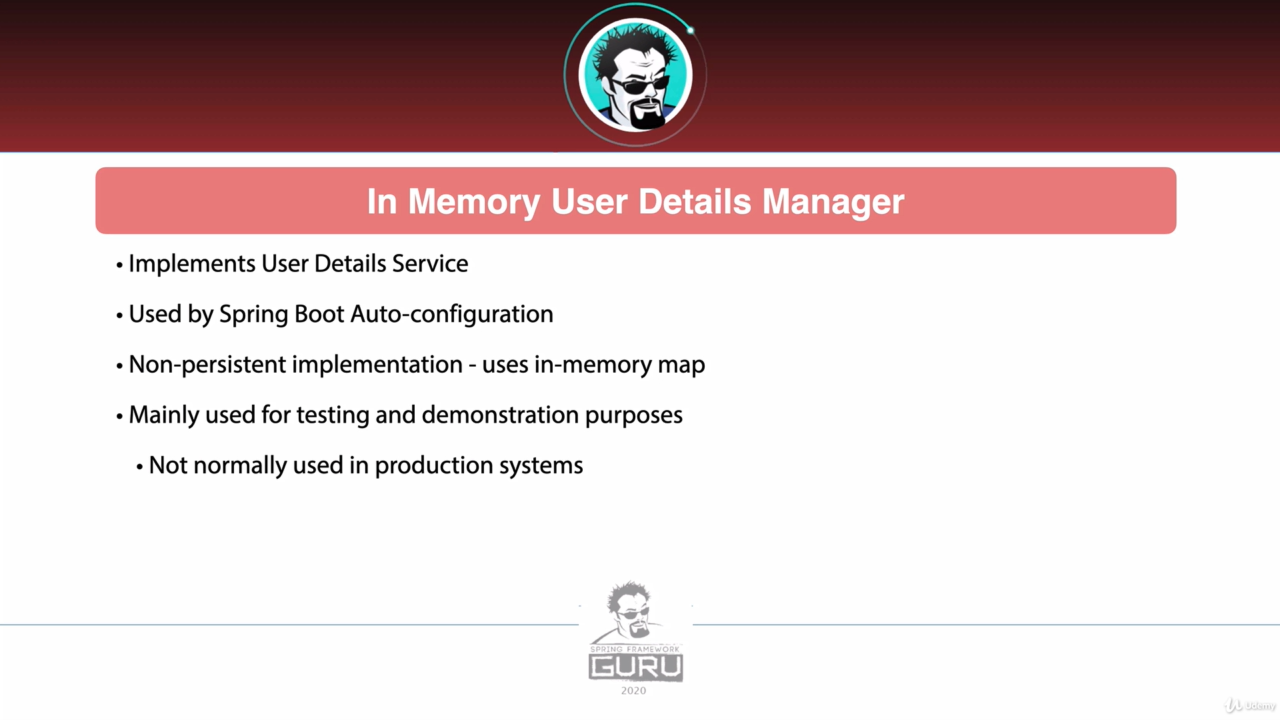 In Memory User Details Manager
• Implements User Details Service
• Used by Spring Boot Auto-configuration
• Non-persistent implementation - uses in-memory map
• Mainly used for testing and demonstration purposes
• Not normally used in production systems
SPRING FRAMEWORK
GURU
2020
Udemy